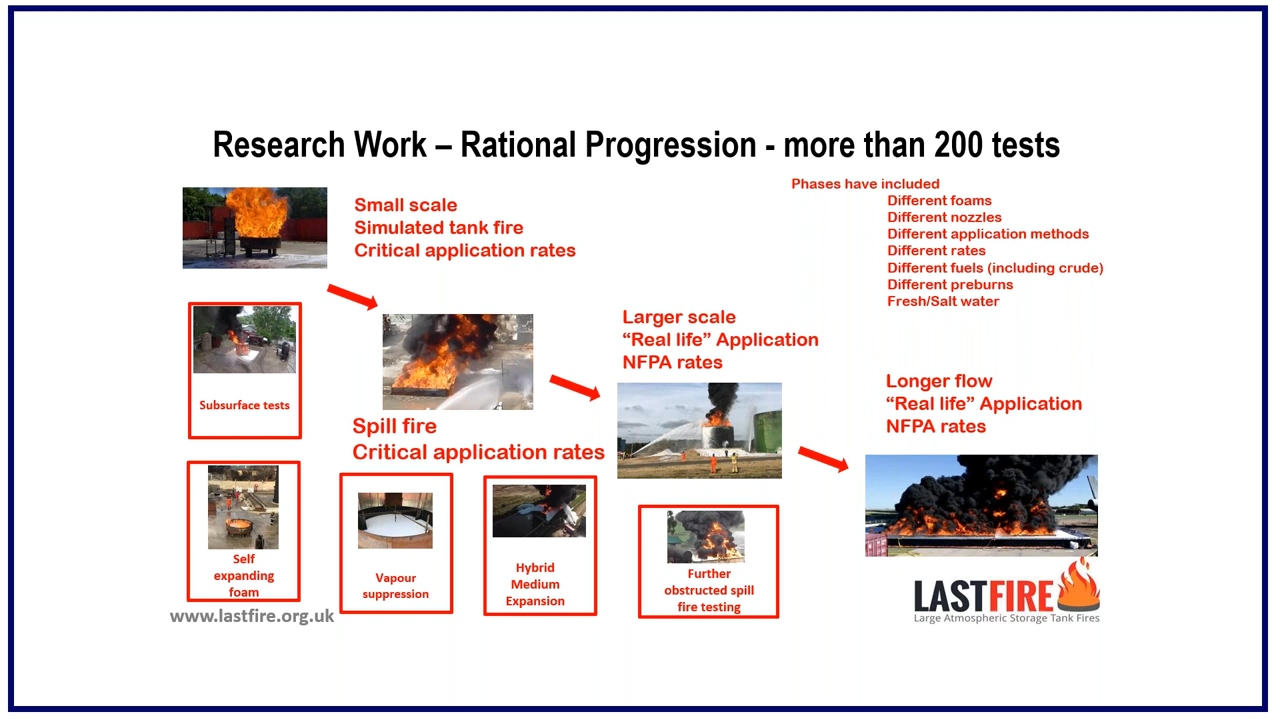 Research Work – Rational Progression - more than 200 tests
Phases have included
Different foams
Different nozzles
Different application methods
Different rates
Different fuels (including crude)
Different preburns
Fresh/Salt water
Small scale
Simulated tank fire
Critical application rates
Larger scale
“Real life” Application
NFPA rates
Longer flow
“Real life” Application
NFPA rates
Subsurface tests
Spill fire
Critical application rates
Self
expanding
foam
Vapour
suppression
Hybrid
Medium
Expansion
Further
obstructed spill
fire testing
LASTFIRE
Large Atmospheric Storage Tank Fires
www.lastfire.org.uk